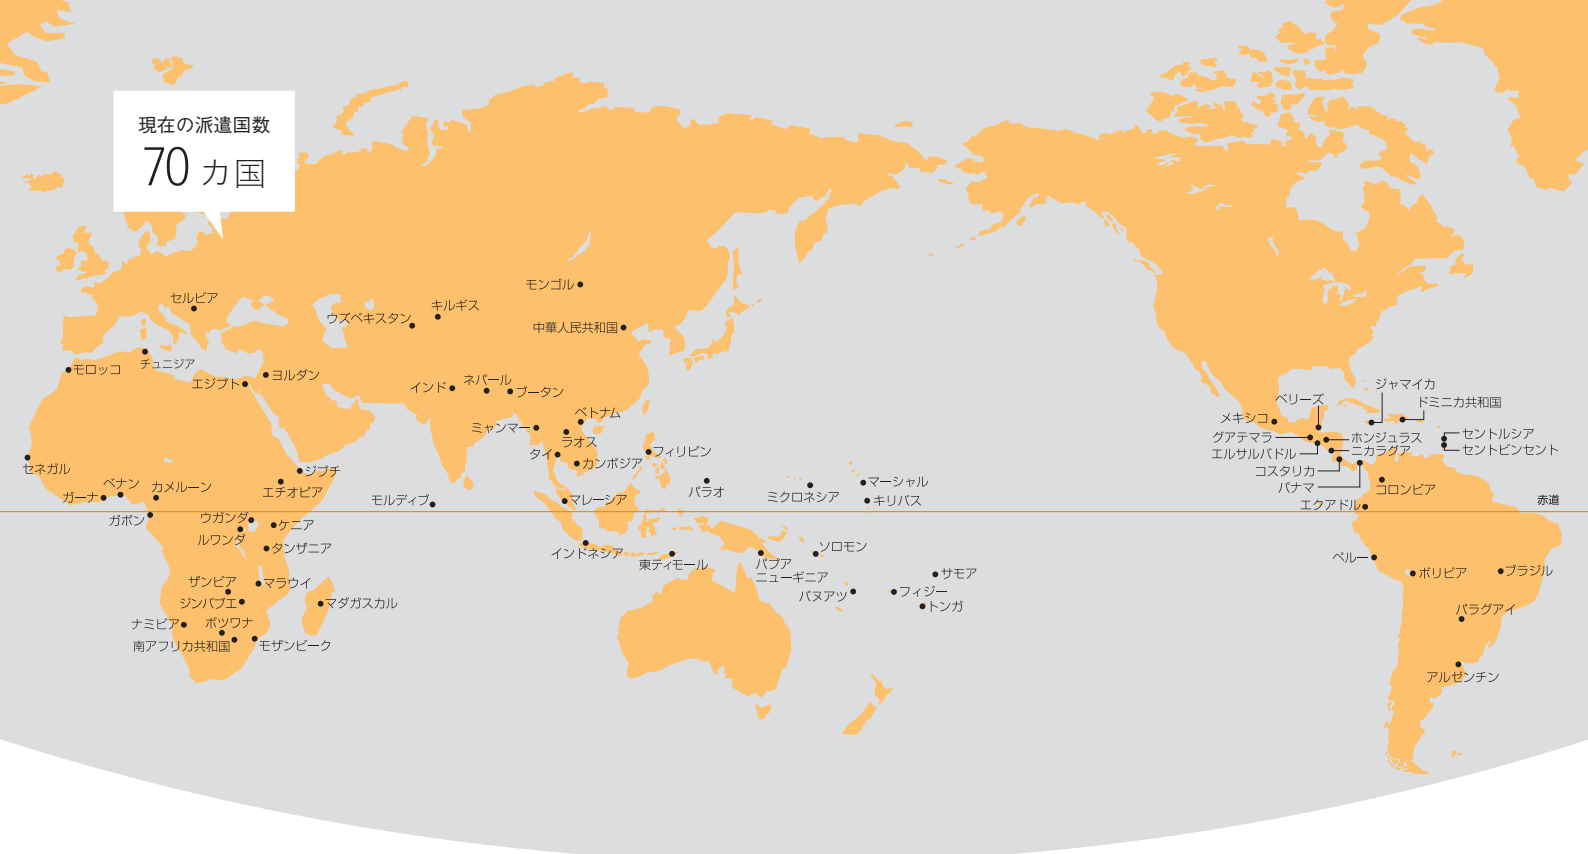 現在の派遣国数
70 カ国
セルビア
モロッコ
チュニジア
エジプト
ヨルダン
ウズベキスタン
キルギス
モンゴル
中華人民共和国
インド
ネパール
ブータン
ミャンマー
ベトナム
ラオス
タイ
カンボジア
フィリピン
セネガル
ガーナ
ベナン
カメルーン
ジブチ
エチオピア
ガボン
ウガンダ
ケニア
ルワンダ
タンザニア
ザンビア
マラウイ
ジンバブエ
マダガスカル
ナミビア
ボツワナ
南アフリカ共和国
モザンビーク
モルディブ
マレーシア
パラオ
ミクロネシア
マーシャル
キリバス
インドネシア
東ティモール
パプア
ニューギニア
ソロモン
バヌアツ
サモア
フィジー
トンガ
ジャマイカ
ドミニカ共和国
ベリーズ
メキシコ
グアテマラ
エルサルバドル
コスタリカ
パナマ
ホンジュラス
ニカラグア
セントルシア
セントビンセント
コロンビア
エクアドル
赤道
ペルー
ボリビア
ブラジル
パラグアイ
アルゼンチン